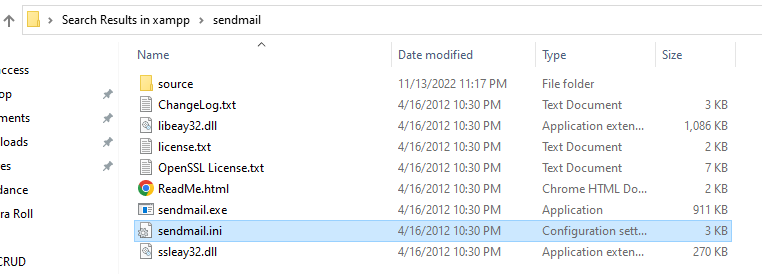 Search Results in xampp > sendmail
Name Date modified Type Size
access
op
source 11/13/2022 11:17 PM File folder
ChangeLog.txt 4/16/2012 10:30 PM Text Document 3 KB
ments
libeay32.dll 4/16/2012 10:30 PM Application exten... 1,086 KB
loads
license.txt 4/16/2012 10:30 PM Text Document 2 KB
es
OpenSSL License.txt 4/16/2012 10:30 PM Text Document 7 KB
dance
ReadMe.html 4/16/2012 10:30 PM Chrome HTML Do... 2 KB
ra Roll
sendmail.exe 4/16/2012 10:30 PM Application 911 KB
sendmail.ini 4/16/2012 10:30 PM Configuration sett... 3 KB
ssleay32.dll 4/16/2012 10:30 PM Application exten... 270 KB
CRUD